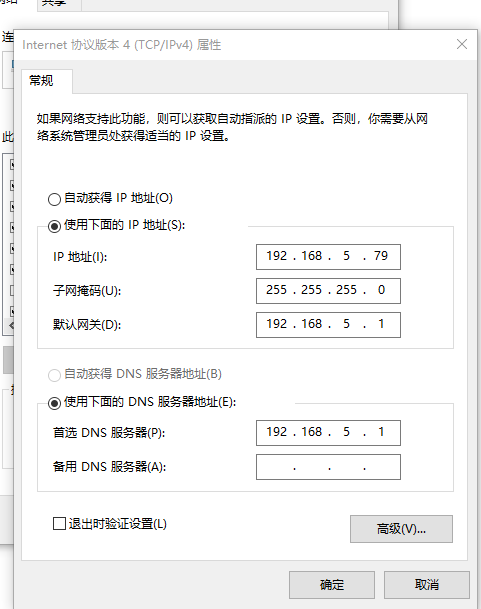 共享
连
此
Internet 协议版本 4 (TCP/IPv4) 属性
常规
如果网络支持此功能，则可以获取自动指派的 IP 设置。否则，你需要从网
络系统管理员处获得适当的 IP 设置。
自动获得 IP 地址(O)
使用下面的 IP 地址(S):
IP 地址(I):
192 . 168 . 5 . 79
子网掩码(U):
255 . 255 . 255 . 0
默认网关(D):
192 . 168 . 5 . 1
自动获得 DNS 服务器地址(B)
使用下面的 DNS 服务器地址(E):
首选 DNS 服务器(P):
192 . 168 . 5 . 1
备用 DNS 服务器(A):
. . .
退出时验证设置(L)
高级(V)...
确定
取消